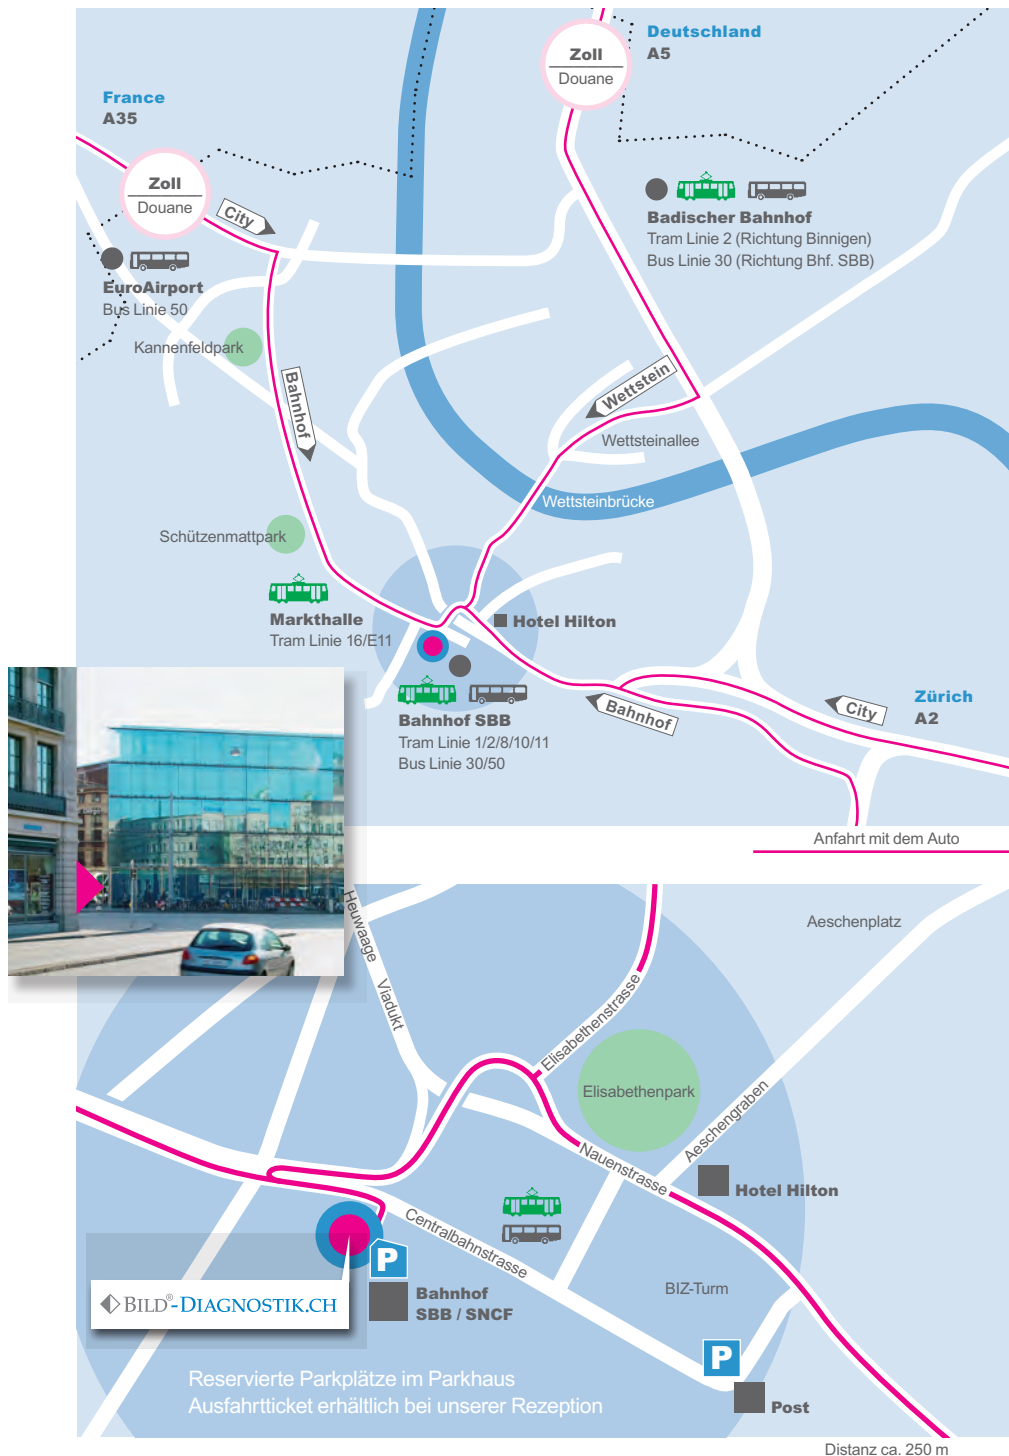 Deutschland
A5
Zoll
Douane
France
A35
Zoll
Douane
City
Badischer Bahnhof
Tram Linie 2 (Richtung Binnigen)
Bus Linie 30 (Richtung Bhf. SBB)
EuroAirport
Bus Linie 50
Kannenfeldpark
Bahnhof
Wettstein
Wettsteinallee
Wettsteinbrücke
Schützenmattpark
Markthalle
Tram Linie 16/E11
Hotel Hilton
Bahnhof SBB
Tram Linie 1/2/8/10/11
Bus Linie 30/50
Bahnhof
City
Zürich
A2
Anfahrt mit dem Auto
Heuwaage
Viadukt
Aeschenplatz
Elisabethenstrasse
Elisabethenpark
Aeschengraben
Nauenstrasse
Hotel Hilton
Centralbahnstrasse
P
Bahnhof
SBB / SNCF
BILD®-DIAGNOSTIK.CH
BIZ-Turm
P
Post
Reservierte Parkplätze im Parkhaus
Ausfahrtticket erhältlich bei unserer Rezeption
Distanz ca. 250 m